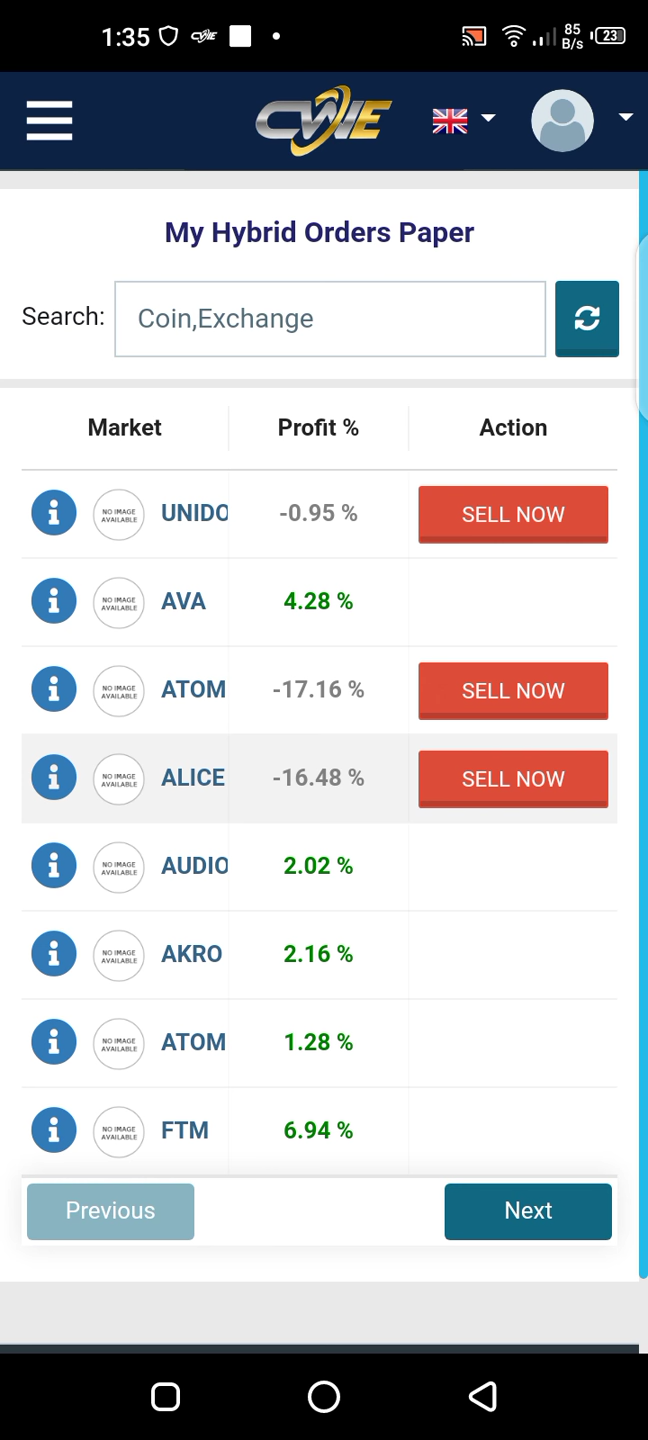 1:35 CWE 85 B/s 23
CWE
My Hybrid Orders Paper
Search: Coin,Exchange
Market Profit % Action
NO IMAGE AVAILABLE UNIDO -0.95 % SELL NOW
NO IMAGE AVAILABLE AVA 4.28 %
NO IMAGE AVAILABLE ATOM -17.16 % SELL NOW
NO IMAGE AVAILABLE ALICE -16.48 % SELL NOW
NO IMAGE AVAILABLE AUDIO 2.02 %
NO IMAGE AVAILABLE AKRO 2.16 %
NO IMAGE AVAILABLE ATOM 1.28 %
NO IMAGE AVAILABLE FTM 6.94 %
Previous Next